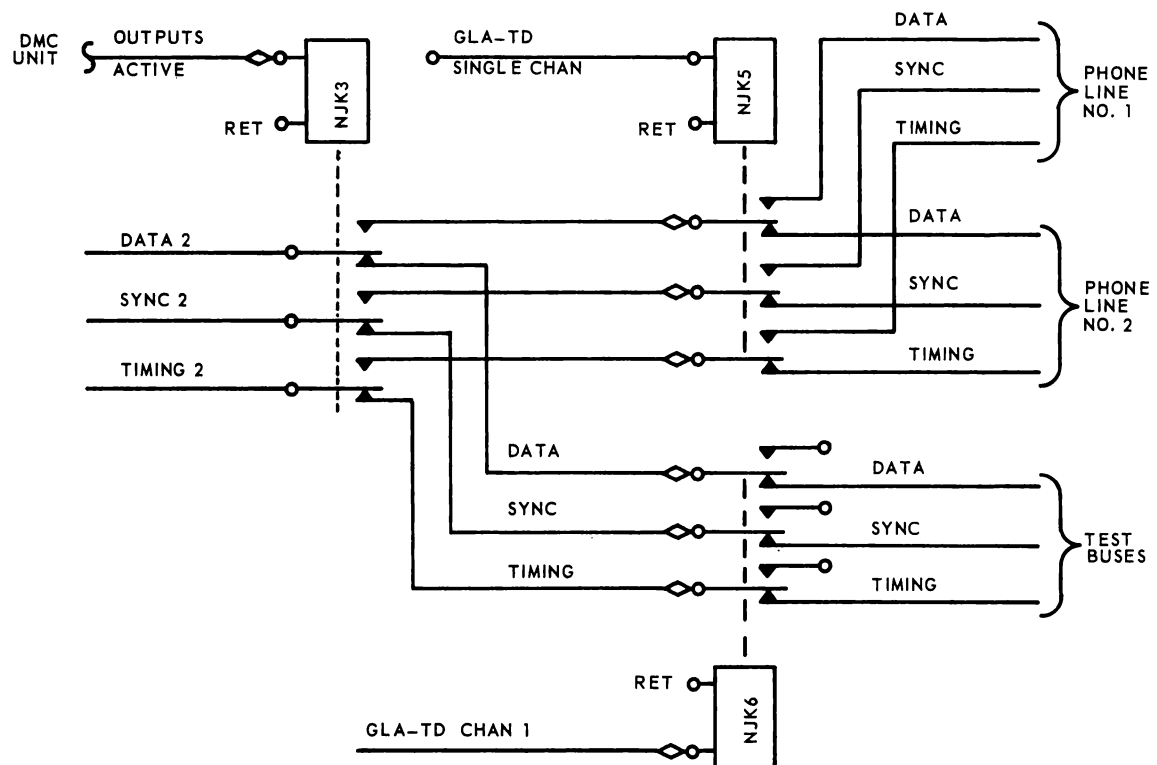 DMC
UNIT
OUTPUTS
ACTIVE
NJK3
RET
GLA-TD
SINGLE CHAN
NJK5
RET
DATA
SYNC
TIMING
PHONE
LINE
NO. 1
DATA 2
SYNC 2
TIMING 2
DATA
SYNC
TIMING
PHONE
LINE
NO. 2
DATA
SYNC
TIMING
DATA
SYNC
TIMING
TEST
BUSES
RET
NJK6
GLA-TD CHAN 1